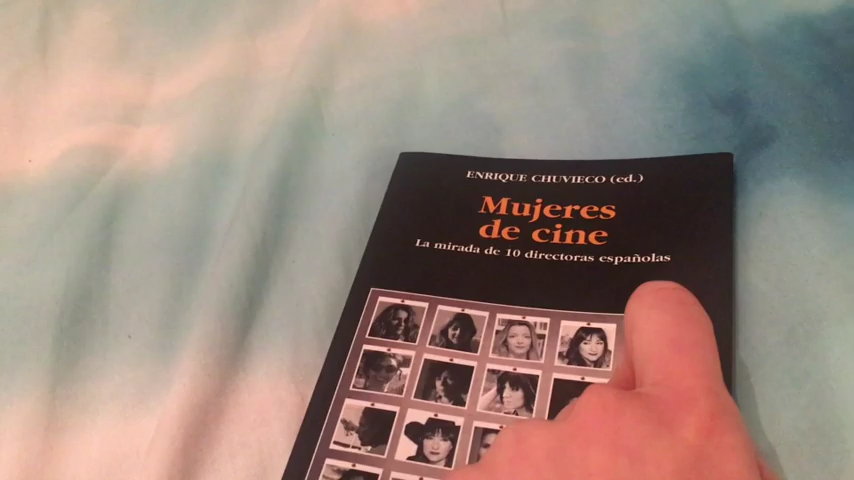 ENRIQUE CHUVIECO (ed.)
Mujeres
de cine
La mirada de 10 directoras españolas